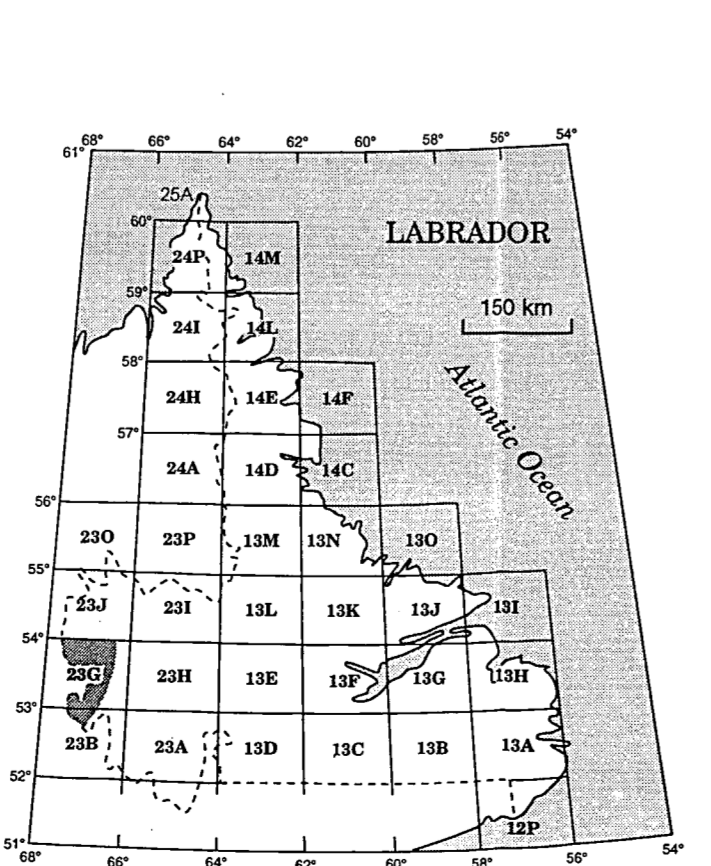 68° 66° 64° 62° 60° 58° 56° 54°
61°
25A
60°
LABRADOR
24P 14M
59°
150 km
24I 14L
58°
Atlantic Ocean
24H 14E 14F
57°
24A 14D 14C
56°
23O 23P 13M 13N 13O
55°
23J 23I 13L 13K 13J 13I
54°
23G 23H 13E 13F 13G 13H
53°
23B 23A 13D 13C 13B 13A
52°
12P
51°
68° 66° 64° 62° 60° 58° 56° 54°